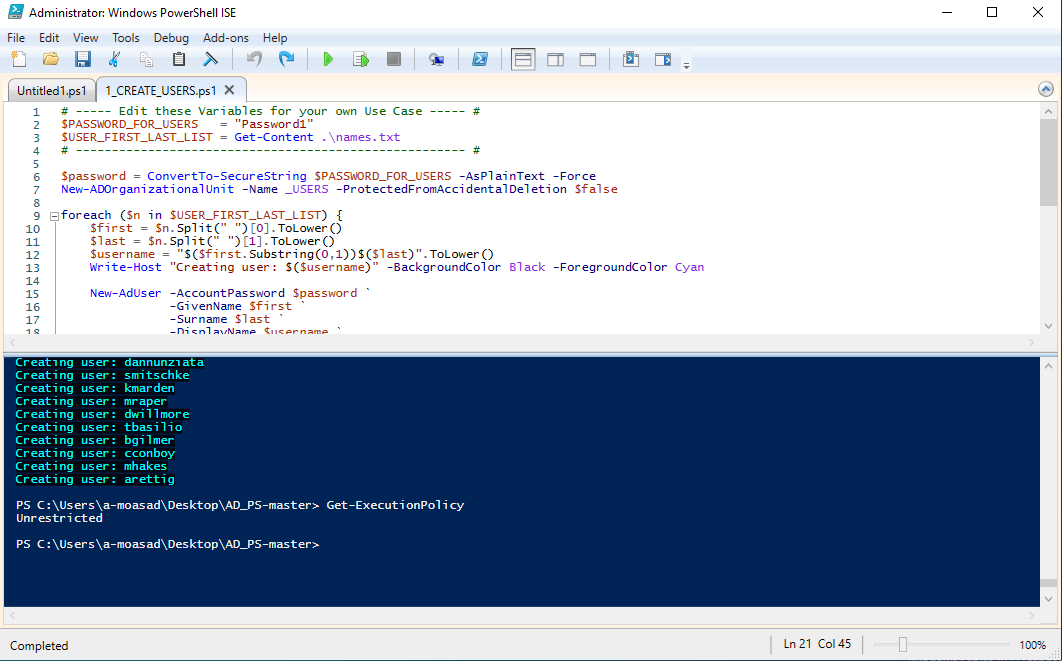 Administrator: Windows PowerShell ISE
File Edit View Tools Debug Add-ons Help
Untitled1.ps1 1_CREATE_USERS.ps1 X
1 # ----- Edit these Variables for your own Use Case ----- #
2 $PASSWORD_FOR_USERS   = "Password1"
3 $USER_FIRST_LAST_LIST = Get-Content .\names.txt
4 # ------------------------------------------------------ #
5
6 $password = ConvertTo-SecureString $PASSWORD_FOR_USERS -AsPlainText -Force
7 New-ADOrganizationalUnit -Name _USERS -ProtectedFromAccidentalDeletion $false
8
9 foreach ($n in $USER_FIRST_LAST_LIST) {
10     $first = $n.Split(" ")[0].ToLower()
11     $last = $n.Split(" ")[1].ToLower()
12     $username = "$($first.Substring(0,1))$($last)".ToLower()
13     Write-Host "Creating user: $($username)" -BackgroundColor Black -ForegroundColor Cyan
14
15     New-AdUser -AccountPassword $password `
16                -GivenName $first `
17                -Surname $last `
18                -DisplayName $username `
Creating user: dannunziata
Creating user: smitschke
Creating user: kmarden
Creating user: mraper
Creating user: dwillmore
Creating user: tbasilio
Creating user: bgilmer
Creating user: cconboy
Creating user: mhakes
Creating user: arettig
PS C:\Users\a-moasad\Desktop\AD_PS-master> Get-ExecutionPolicy
Unrestricted
PS C:\Users\a-moasad\Desktop\AD_PS-master>
Completed Ln 21 Col 45 100%